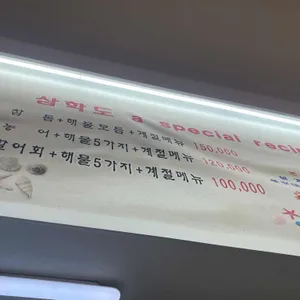 삼학도 a special reci
돔+해물모듬+계절메뉴 150,000
어+해물5가지+계절메뉴 120,000
어회+해물5가지+계절메뉴 100,000